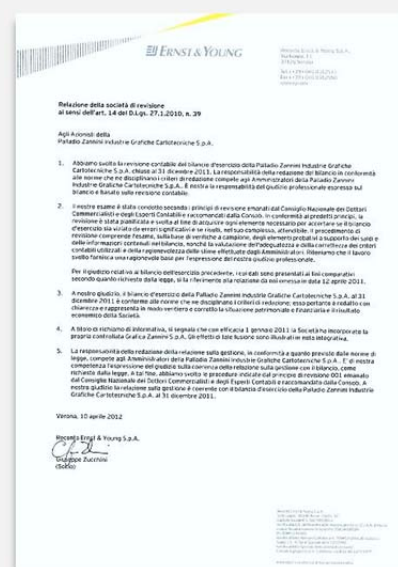 ERNST & YOUNG
Reconta Ernst & Young S.p.A.
Relazione della società di revisione
ai sensi dell'art. 14 del D.Lgs. 27.1.2010, n. 39
Agli Azionisti della
Palladio Zannini Industrie Grafiche Cartotecniche S.p.A.
1. Abbiamo svolto la revisione contabile del bilancio d'esercizio della Palladio Zannini Industrie Grafiche
Cartotecniche S.p.A. chiuso al 31 dicembre 2011. La responsabilità della redazione del bilancio in conformità
alle norme che ne disciplinano i criteri di redazione compete agli Amministratori della Palladio Zannini
Industrie Grafiche Cartotecniche S.p.A.. È nostra la responsabilità del giudizio professionale espresso sul
bilancio e basato sulla revisione contabile.
2. Il nostro esame è stato condotto secondo i principi di revisione emanati dal Consiglio Nazionale dei Dottori
Commercialisti e degli Esperti Contabili e raccomandati dalla Consob. In conformità ai predetti principi, la
revisione è stata pianificata e svolta al fine di acquisire ogni elemento necessario per accertare se il bilancio
d'esercizio sia viziato da errori significativi e se risulti, nel suo complesso, attendibile. Il procedimento di
revisione comprende l'esame, sulla base di verifiche a campione, degli elementi probativi a supporto dei saldi e
delle informazioni contenuti nel bilancio, nonché la valutazione dell'adeguatezza e della correttezza dei criteri
contabili utilizzati e della ragionevolezza delle stime effettuate dagli Amministratori. Riteniamo che il lavoro
svolto fornisca una ragionevole base per l'espressione del nostro giudizio professionale.
Per il giudizio relativo al bilancio dell'esercizio precedente, i cui dati sono presentati ai fini comparativi
secondo quanto richiesto dalla legge, si fa riferimento alla relazione da noi emessa in data 12 aprile 2011.
3. A nostro giudizio, il bilancio d'esercizio della Palladio Zannini Industrie Grafiche Cartotecniche S.p.A. al 31
dicembre 2011 è conforme alle norme che ne disciplinano i criteri di redazione; esso pertanto è redatto con
chiarezza e rappresenta in modo veritiero e corretto la situazione patrimoniale e finanziaria e il risultato
economico della Società.
4. A titolo di richiamo di informativa, si segnala che con efficacia 1 gennaio 2011 la Società ha incorporato la
propria controllata Grafica Zannini S.p.A. Gli effetti di tale fusione sono illustrati in nota integrativa.
5. La responsabilità della redazione della relazione sulla gestione, in conformità a quanto previsto dalle norme di
legge, compete agli Amministratori della Palladio Zannini Industrie Grafiche Cartotecniche S.p.A.. E' di nostra
competenza l'espressione del giudizio sulla coerenza della relazione sulla gestione con il bilancio, come
richiesto dalla legge. A tal fine, abbiamo svolto le procedure indicate dal principio di revisione 001 emanato
dal Consiglio Nazionale dei Dottori Commercialisti e degli Esperti Contabili e raccomandato dalla Consob. A
nostro giudizio la relazione sulla gestione è coerente con il bilancio d'esercizio della Palladio Zannini Industrie
Grafiche Cartotecniche S.p.A. al 31 dicembre 2011.
Verona, 10 aprile 2012
Reconta Ernst & Young S.p.A.
Giuseppe Zucchini
(Socio)